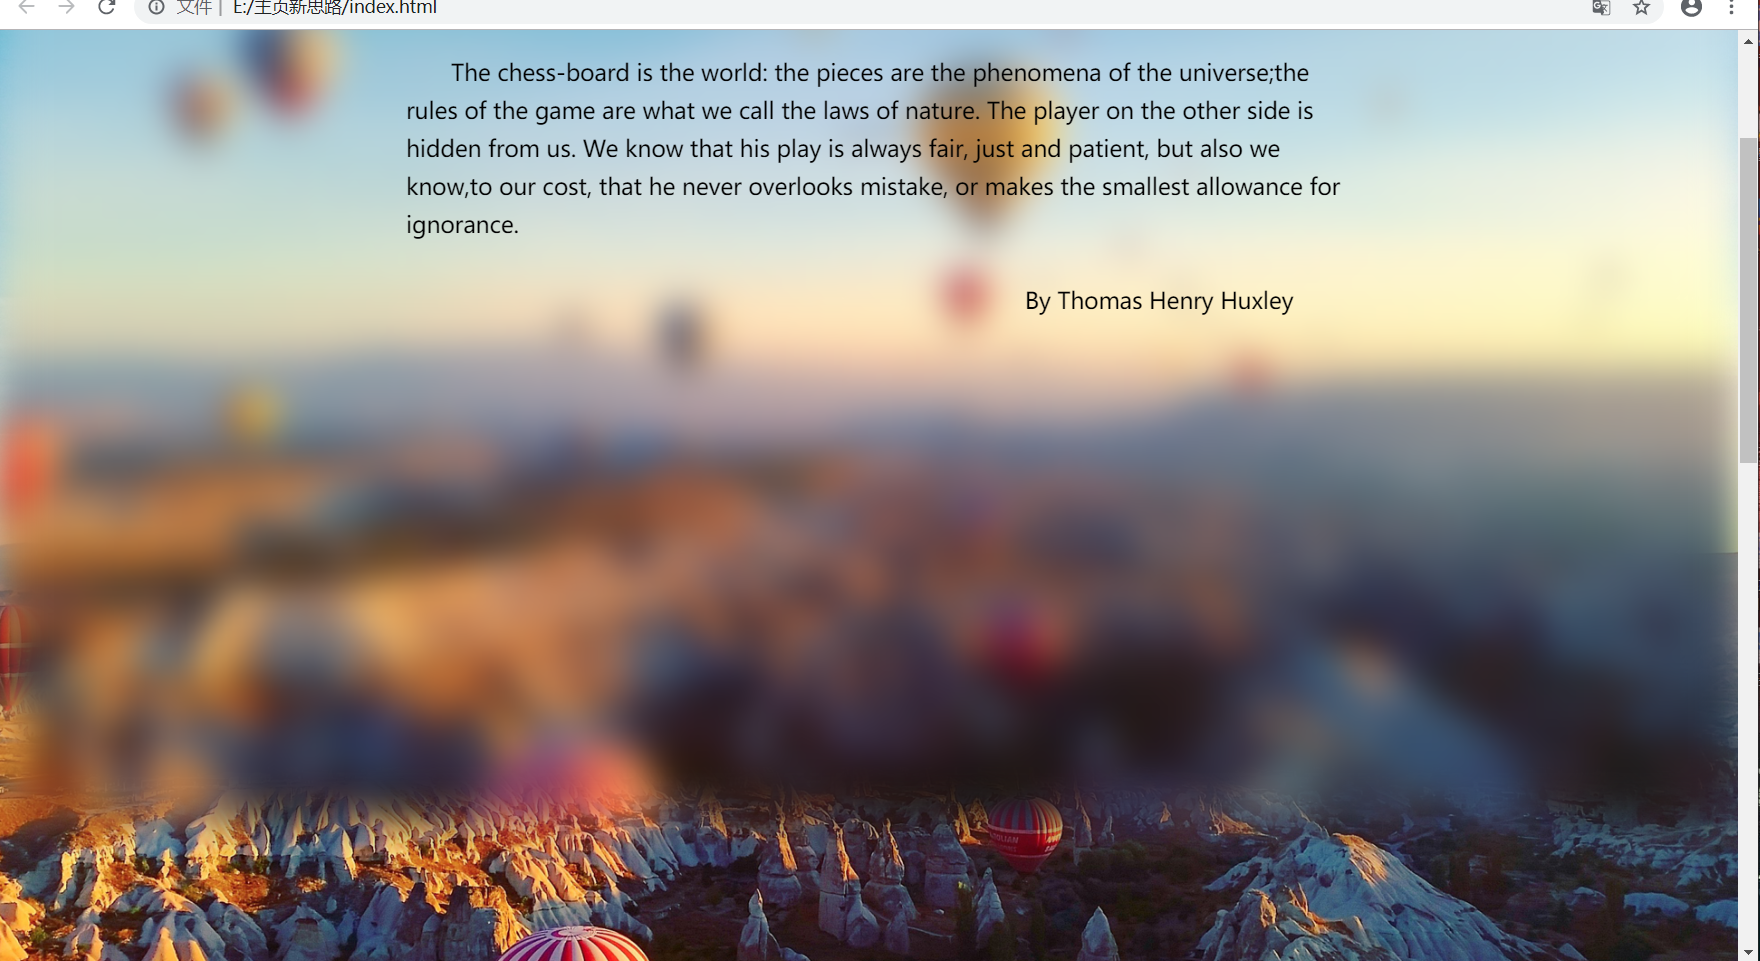 文件 | E:/主页新思路/index.html
The chess-board is the world: the pieces are the phenomena of the universe;the
rules of the game are what we call the laws of nature. The player on the other side is
hidden from us. We know that his play is always fair, just and patient, but also we
know,to our cost, that he never overlooks mistake, or makes the smallest allowance for
ignorance.
By Thomas Henry Huxley